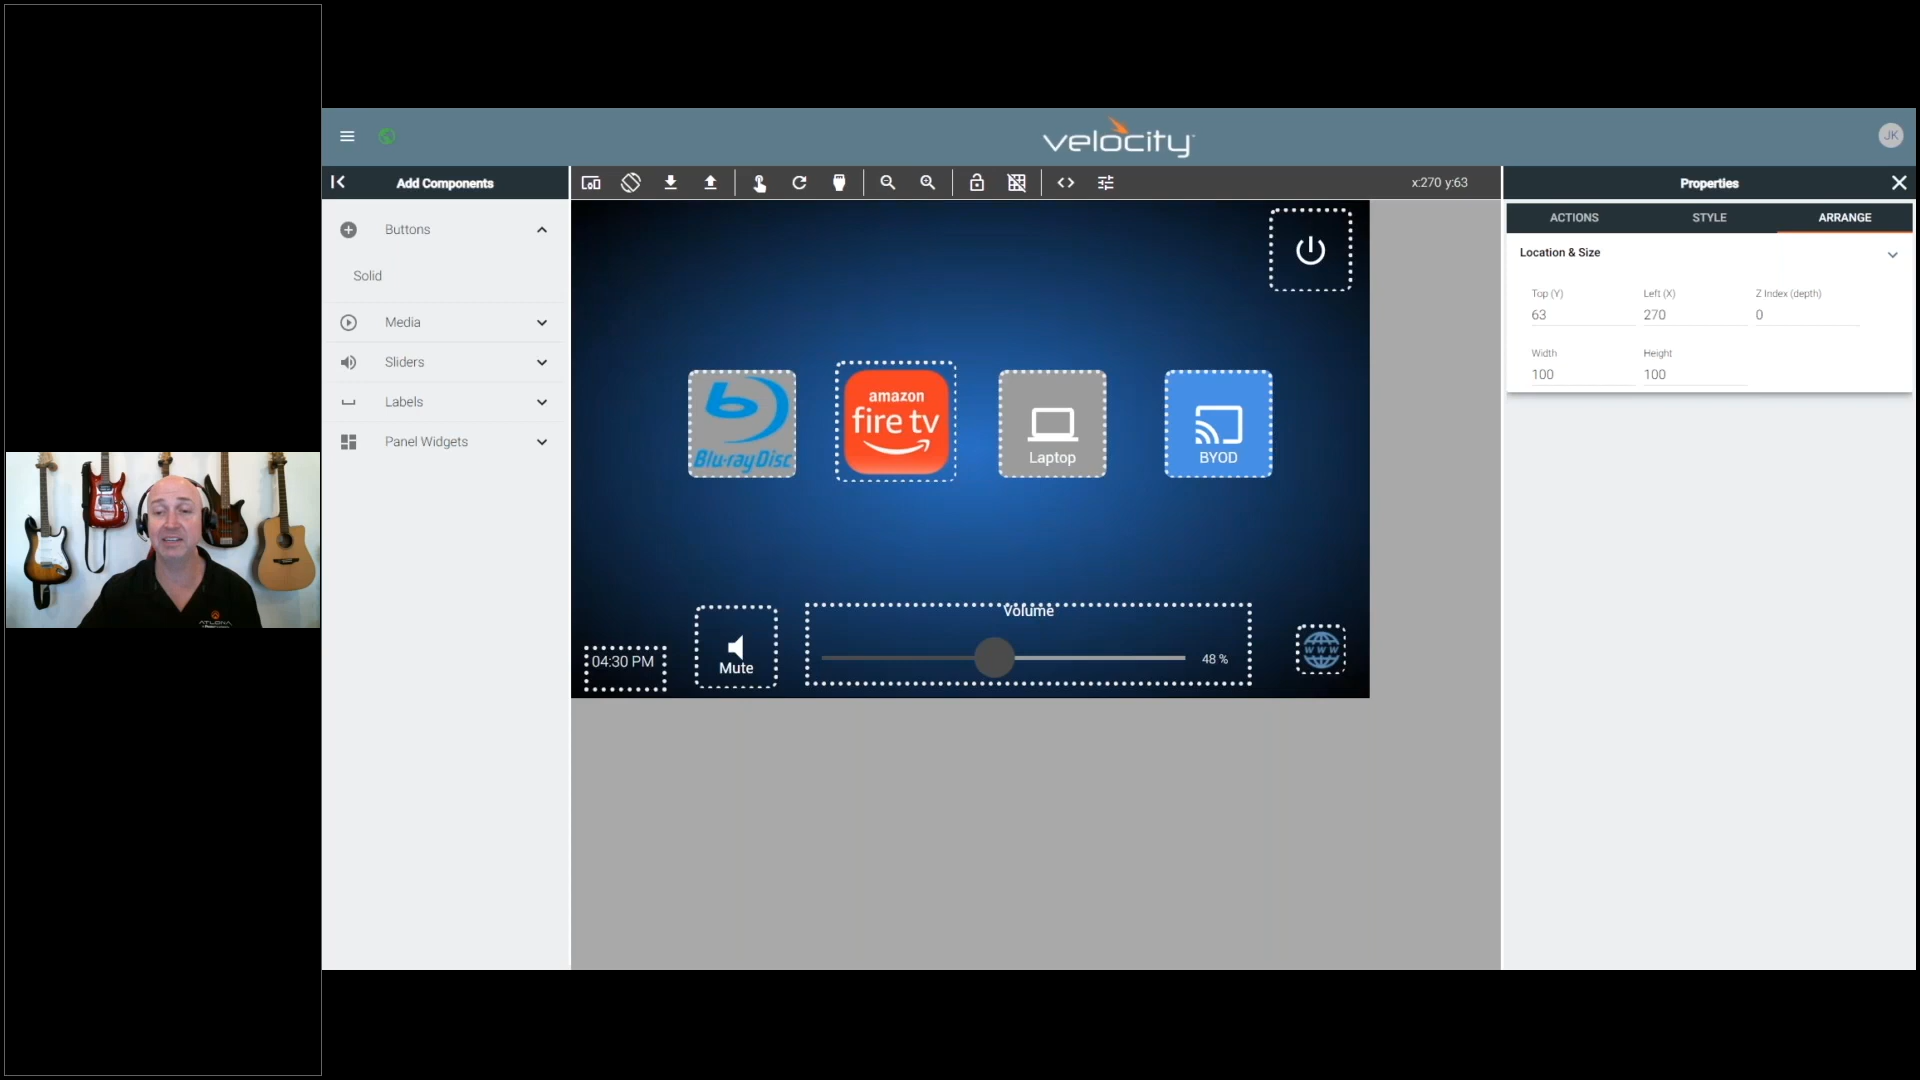 velocity
JK
Add Components
x:270 y:63
Properties
Buttons
Solid
Media
Sliders
Labels
Panel Widgets
ACTIONS
STYLE
ARRANGE
Location & Size
Top (Y)
Left (X)
Z Index (depth)
63
270
0
Width
Height
100
100
Blu-ray Disc
amazon
fire tv
Laptop
BYOD
Volume
04:30 PM
Mute
48 %
WWW
ATLONA